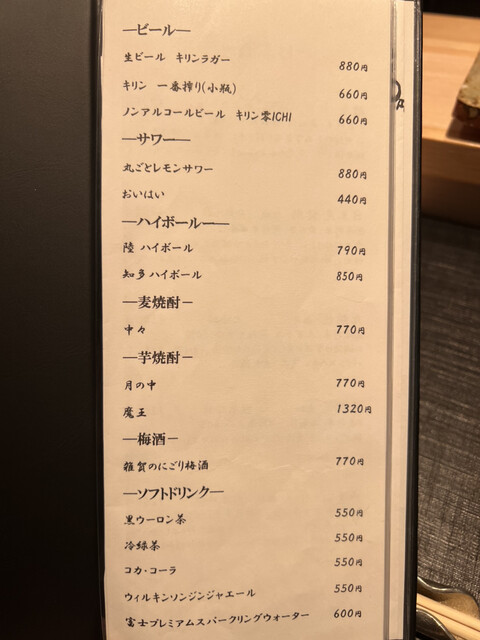 ―ビール―
生ビール キリンラガー 880円
キリン 一番搾り(小瓶) 660円
ノンアルコールビール キリン零ICHI 660円
―サワー―
丸ごとレモンサワー 880円
おいはい 440円
―ハイボール―
陸 ハイボール 790円
知多 ハイボール 850円
―麦焼酎―
中々 770円
―芋焼酎―
月の中 770円
魔王 1320円
―梅酒―
雑賀のにごり梅酒 770円
―ソフトドリンク―
黒ウーロン茶 550円
冷緑茶 550円
コカ・コーラ 550円
ウィルキンソンジンジャエール 550円
富士プレミアムスパークリングウォーター 600円